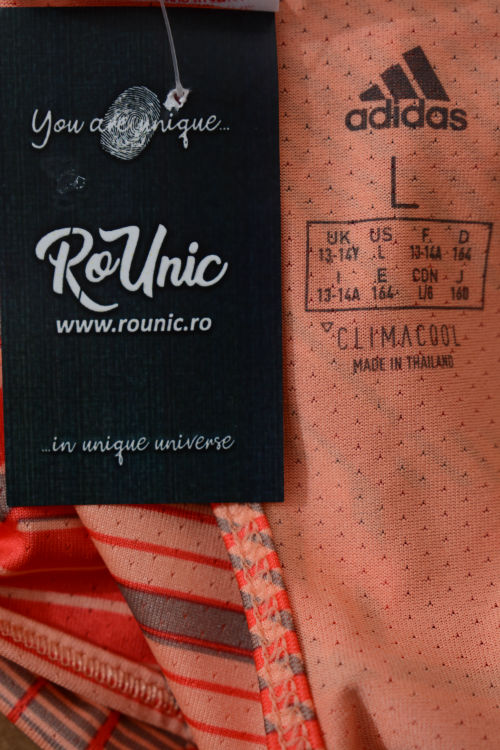 You are unique...
RoUnic
www.rounic.ro
...in unique universe
adidas
L
UK US F D
13-14Y L 13-14A 164
I E CON J
13-14A 164 L/G 160
CLIMACOOL
MADE IN THAILAND